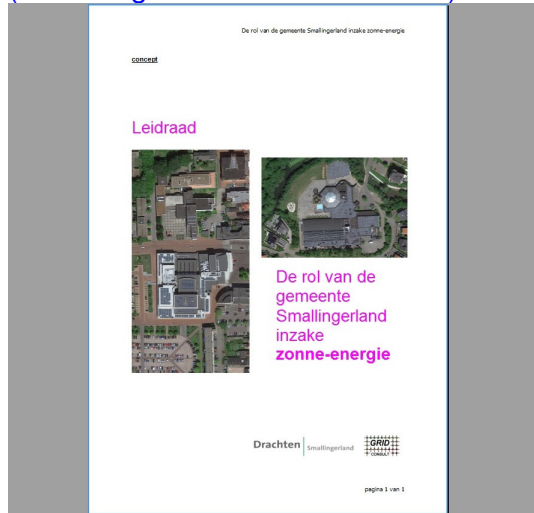 De rol van de gemeente Smallingerland inzake zonne-energie
concept
Leidraad
De rol van de
gemeente
Smallingerland
inzake
zonne-energie
Drachten Smallingerland
GRID
CONSULT
pagina 1 van 1